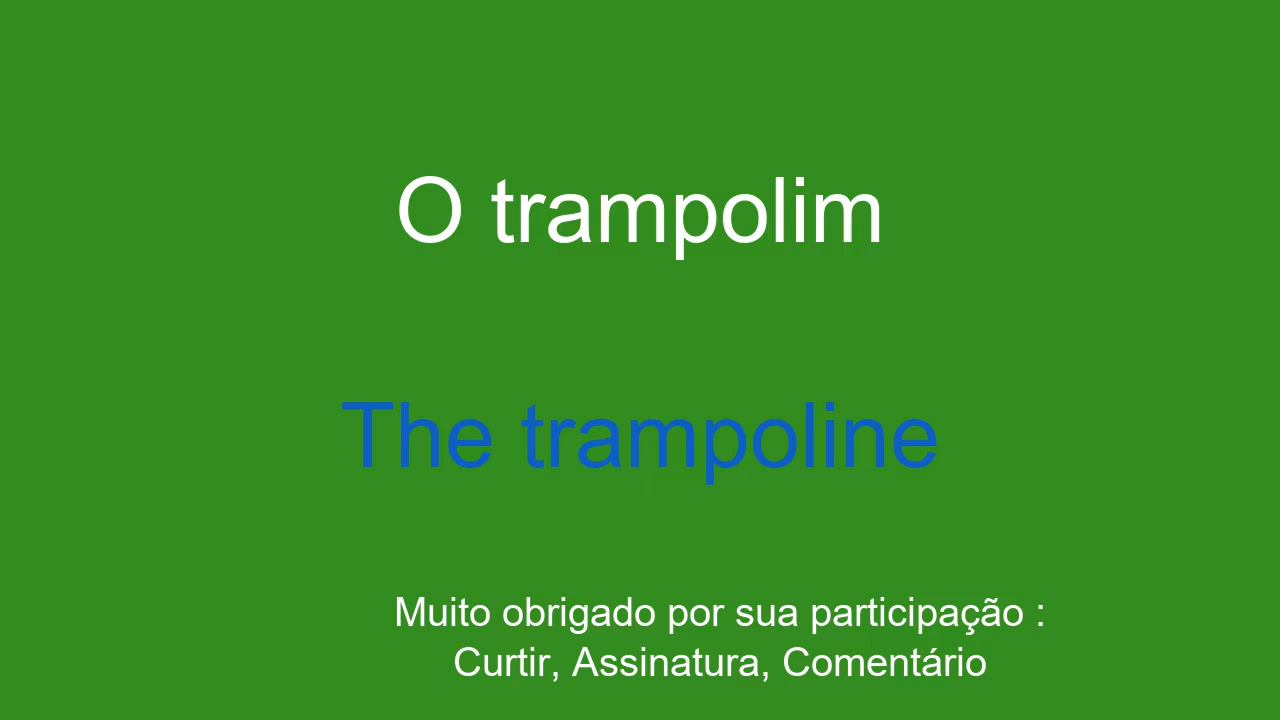 O trampolim
The trampoline
Muito obrigado por sua participação :
Curtir, Assinatura, Comentário